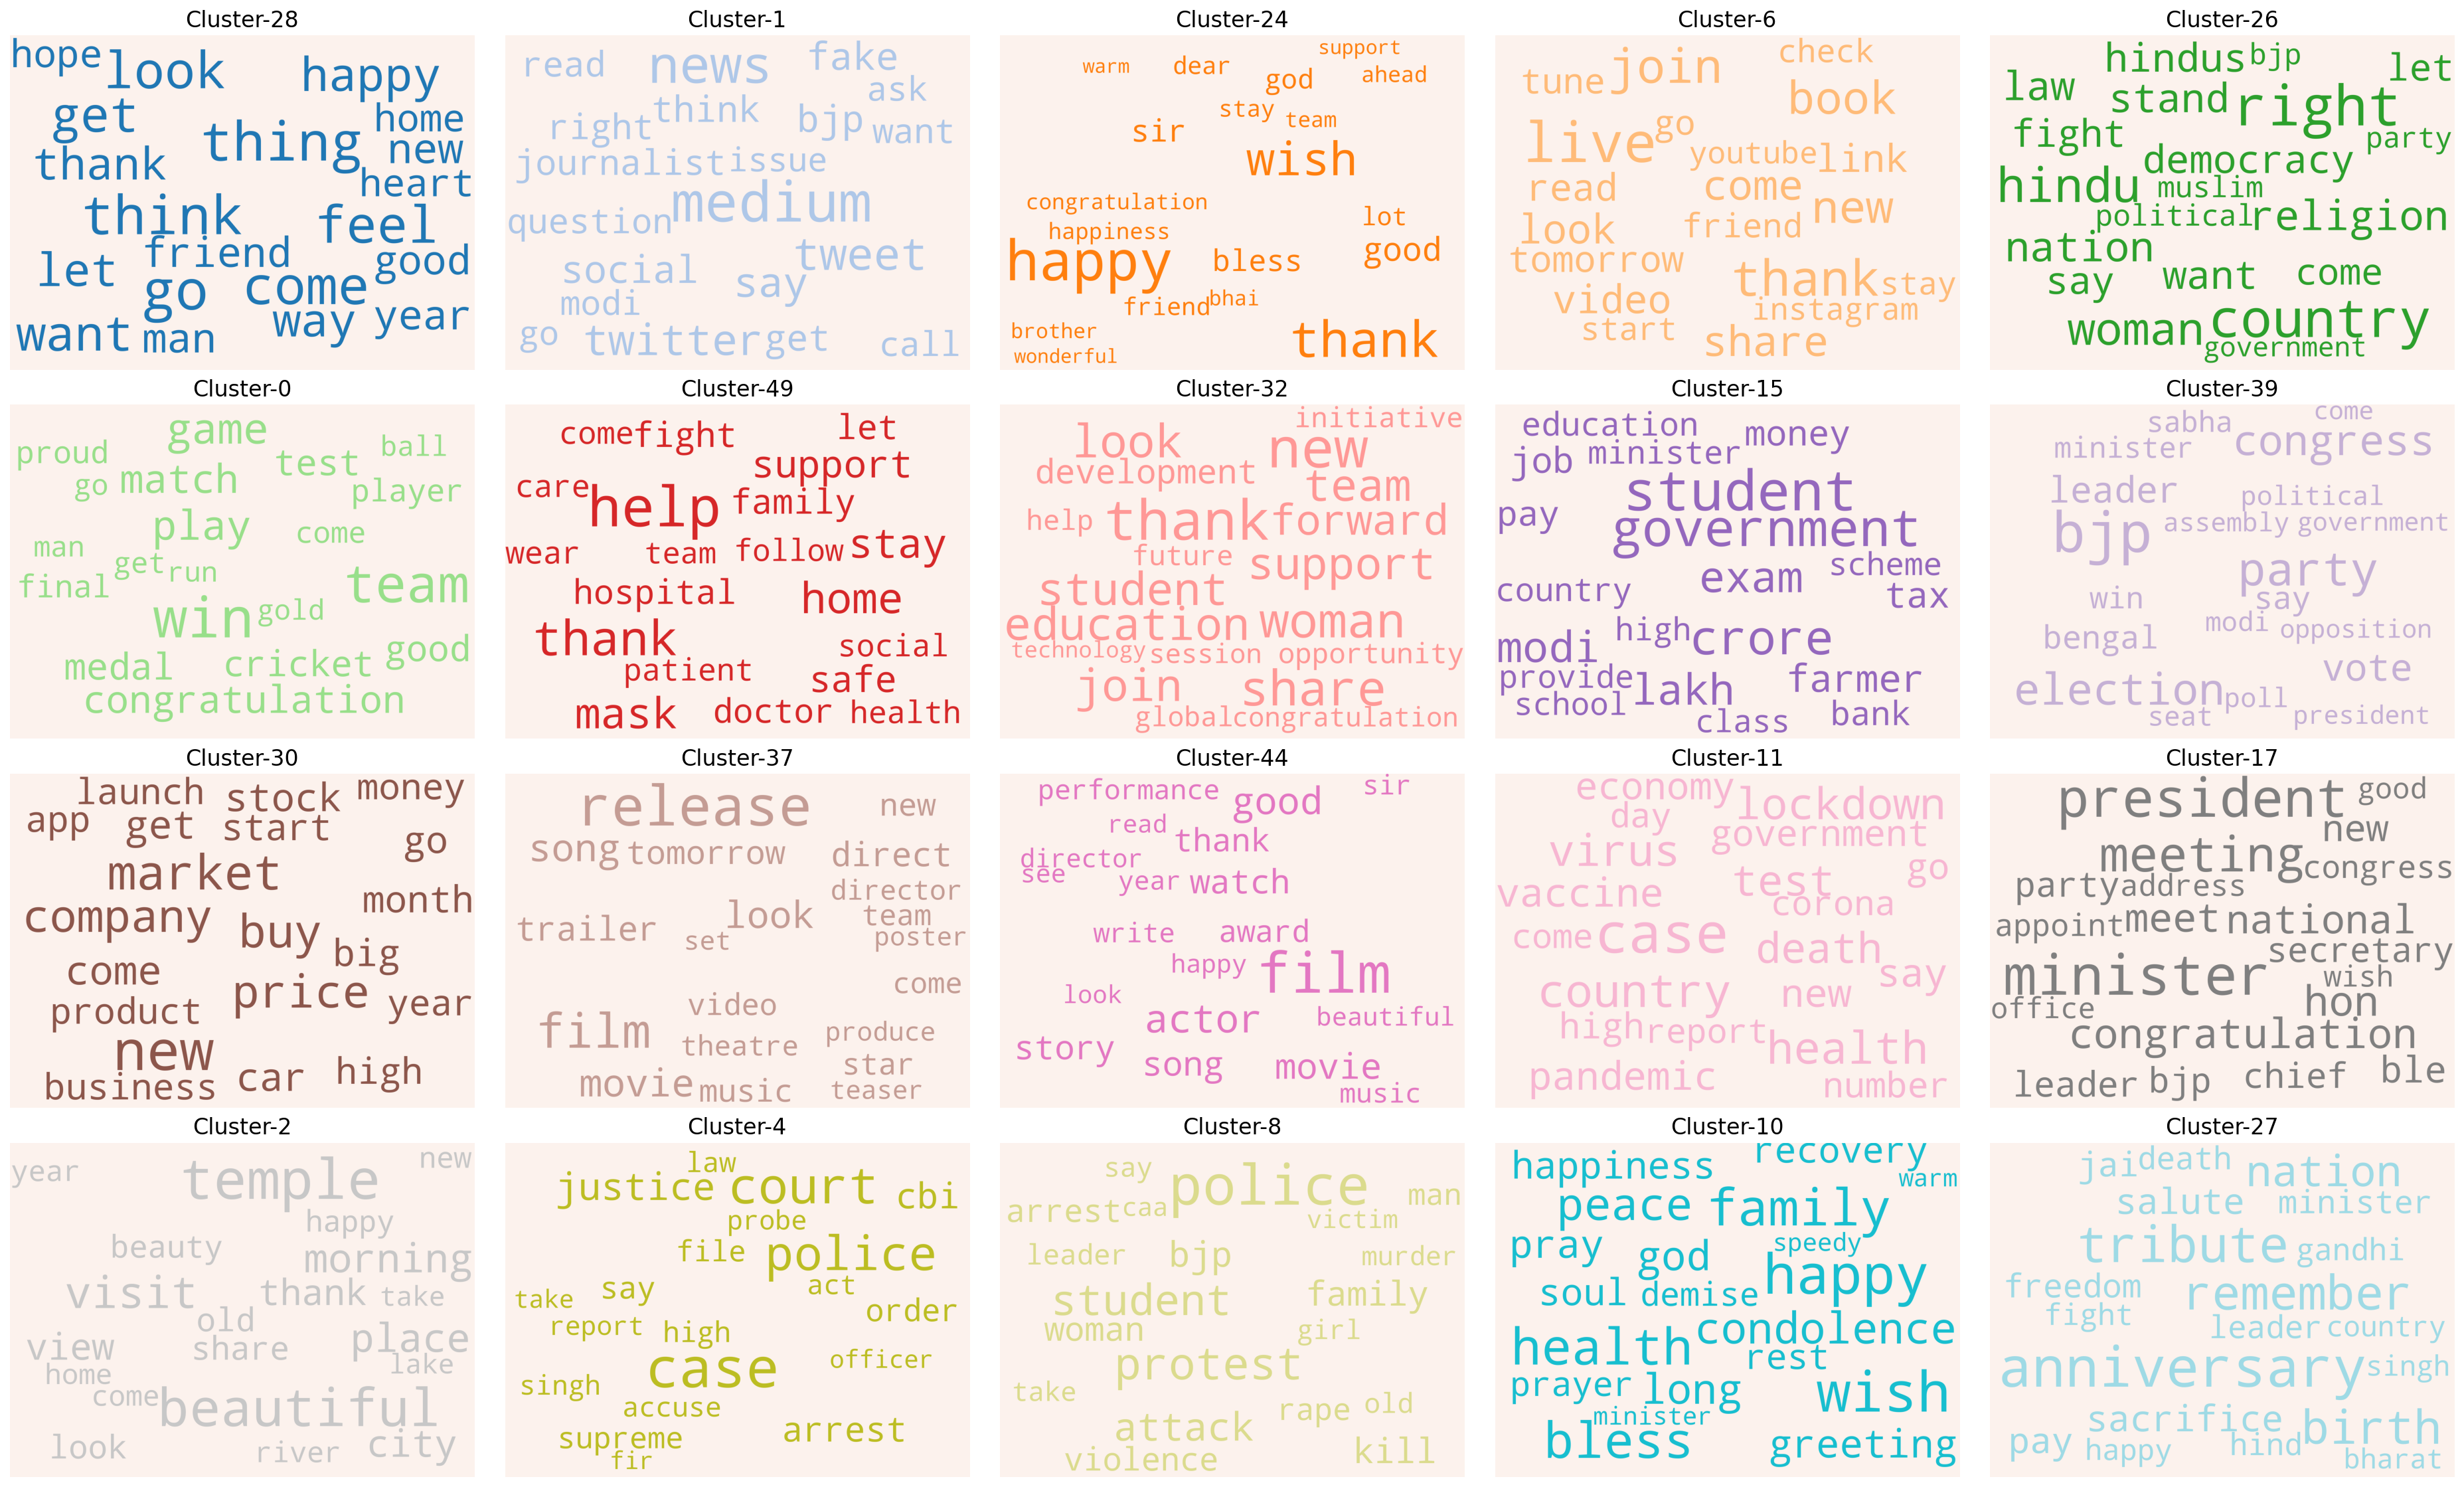 Cluster-28
hope look happy
get thing home
thank new
heart
think feel
friend
let go come good
want man way year
Cluster-1
read news fake
ask
right think bjp want
journalist issue
question medium
social say tweet
modi
go twitter get call
Cluster-24
support
warm dear god ahead
stay team
sir wish
congratulation lot
happiness
happy bless good
friend bhai
brother
wonderful thank
Cluster-6
join check
tune book
live go youtube link
read come
look friend new
tomorrow thank stay
video instagram
start share
Cluster-26
hindus bjp let
law stand right
fight democracy party
hindu muslim
political religion
nation
say want come
woman country
government
Cluster-0
game ball
proud match test
go player
play come
man get run
final win gold team
medal cricket good
congratulation
Cluster-49
come fight let
support
care help family
wear team follow stay
hospital home
thank social
patient safe
mask doctor health
Cluster-32
initiative
look new
development team
help thank forward
future support
student
education woman
technology session opportunity
join share
global congratulation
Cluster-15
education money
job minister
student
pay government
exam scheme
country tax
modi high crore
provide lakh farmer
school class bank
Cluster-39
come
sabha
minister congress
leader political
bjp assembly government
party
win say
bengal modi opposition
election vote
seat poll president
Cluster-30
launch stock money
app get start go
market month
company buy big
come price year
product
new
business car high
Cluster-37
release new
song tomorrow direct
director
trailer look team
set poster
come
video
film theatre produce
star
movie music teaser
Cluster-44
performance good sir
read thank
director
see year watch
write award
happy film
look
actor beautiful
story song movie
music
Cluster-11
economy lockdown
day government
virus test go
vaccine corona
come case death
country new say
high report health
pandemic number
Cluster-17
president good
new
meeting congress
party address
appoint meet national
secretary
minister wish
office hon
congratulation
leader bjp chief ble
Cluster-2
year temple new
happy
beauty morning
visit thank take
old
view share place
home lake
come beautiful
look river city
Cluster-4
law
justice court cbi
probe
file police
say act
take order
report high
case officer
singh
accuse
supreme arrest
fir
Cluster-8
say police man
arrest caa victim
leader bjp murder
student family
woman girl
protest
take rape old
attack
violence kill
Cluster-10
happiness recovery
warm
peace family
pray god speedy
soul demise happy
health condolence
rest
prayer long wish
minister
bless greeting
Cluster-27
jai death nation
salute minister
tribute gandhi
freedom remember
fight leader country
anniversary singh
sacrifice birth
pay happy hind
bharat